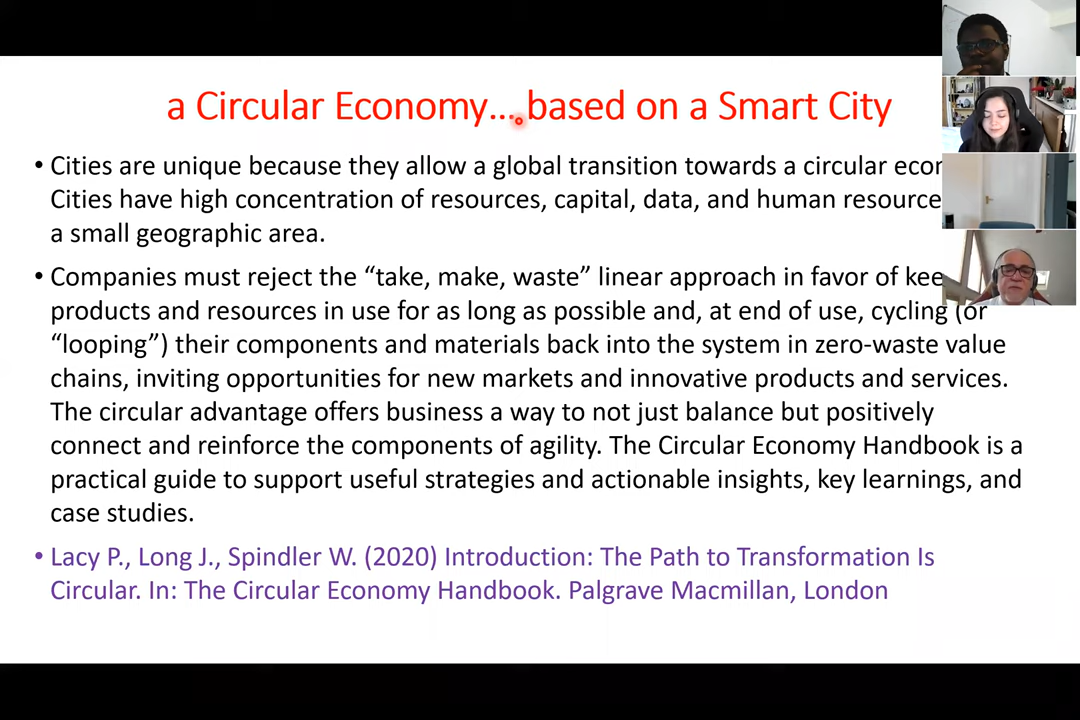 a Circular Economy... based on a Smart City
• Cities are unique because they allow a global transition towards a circular
Cities have high concentration of resources, capital, data, and human
a small geographic area.
• Companies must reject the “take, make, waste” linear approach in favor of
products and resources in use for as long as possible and, at end of use, cycling (or
“looping”) their components and materials back into the system in zero-waste value
chains, inviting opportunities for new markets and innovative products and services.
The circular advantage offers business a way to not just balance but positively
connect and reinforce the components of agility. The Circular Economy Handbook is a
practical guide to support useful strategies and actionable insights, key learnings, and
case studies.
• Lacy P., Long J., Spindler W. (2020) Introduction: The Path to Transformation Is
Circular. In: The Circular Economy Handbook. Palgrave Macmillan, London